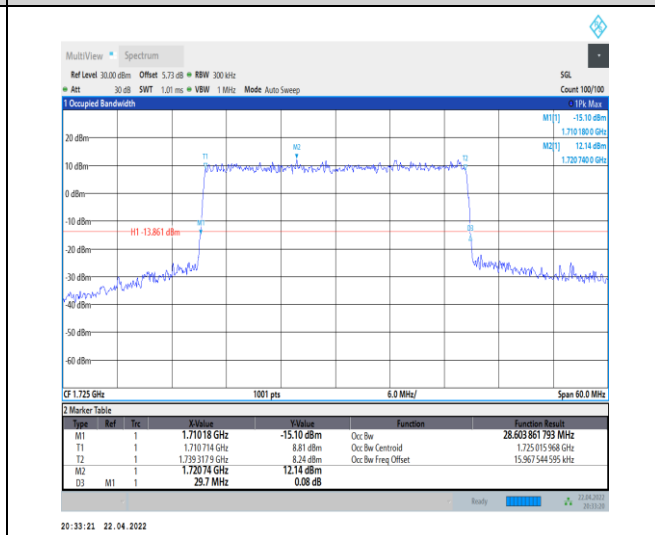 MultiView Spectrum
Ref Level 30.00 dBm Offset 5.73 dB RBW 300 kHz SGL
Att 30 dB SWT 1.01 ms VBW 1 MHz Mode Auto Sweep Count 100/100
1 Occupied Bandwidth 1Pk Max
M1[1] -15.10 dBm
1.710 180 0 GHz
M2[1] 12.14 dBm
1.720 740 0 GHz
20 dBm
M2
T1
T2
10 dBm
0 dBm
-10 dBm
M1
D3
H1 -13.861 dBm
-20 dBm
-30 dBm
-40 dBm
-50 dBm
-60 dBm
CF 1.725 GHz 1001 pts 6.0 MHz/ Span 60.0 MHz
2 Marker Table
Type Ref Trc X-Value Y-Value Function Function Result
M1 1 1.71018 GHz -15.10 dBm Occ Bw 28.603 861 793 MHz
T1 1 1.710 714 GHz 8.81 dBm Occ Bw Centroid 1.725 015 968 GHz
T2 1 1.739 317 9 GHz 8.24 dBm Occ Bw Freq Offset 15.967 544 595 kHz
M2 1 1.72074 GHz 12.14 dBm
D3 M1 1 29.7 MHz 0.08 dB
Ready 22.04.2022
20:33:20
20:33:21 22.04.2022